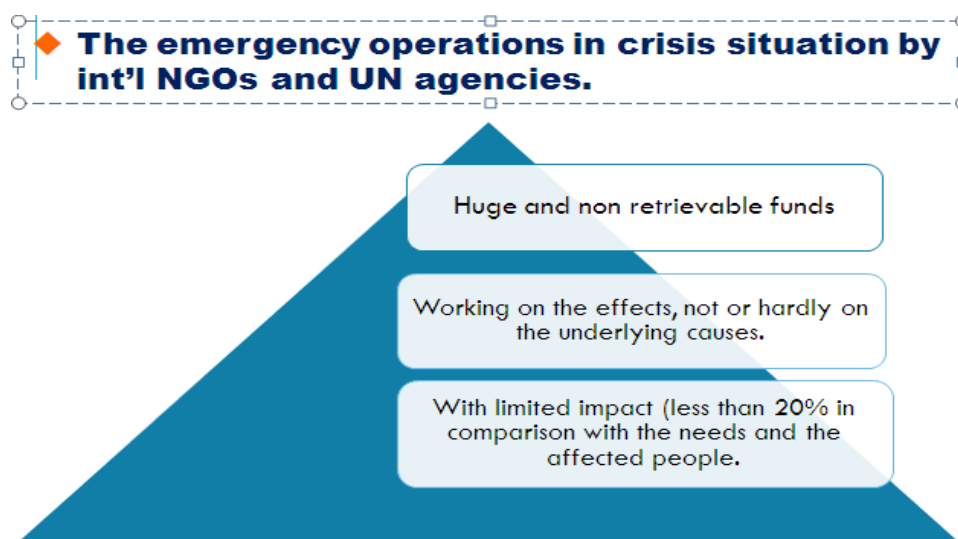 The emergency operations in crisis situation by
int'l NGOs and UN agencies.
Huge and non retrievable funds
Working on the effects, not or hardly on
the underlying causes.
With limited impact (less than 20% in
comparison with the needs and the
affected people.